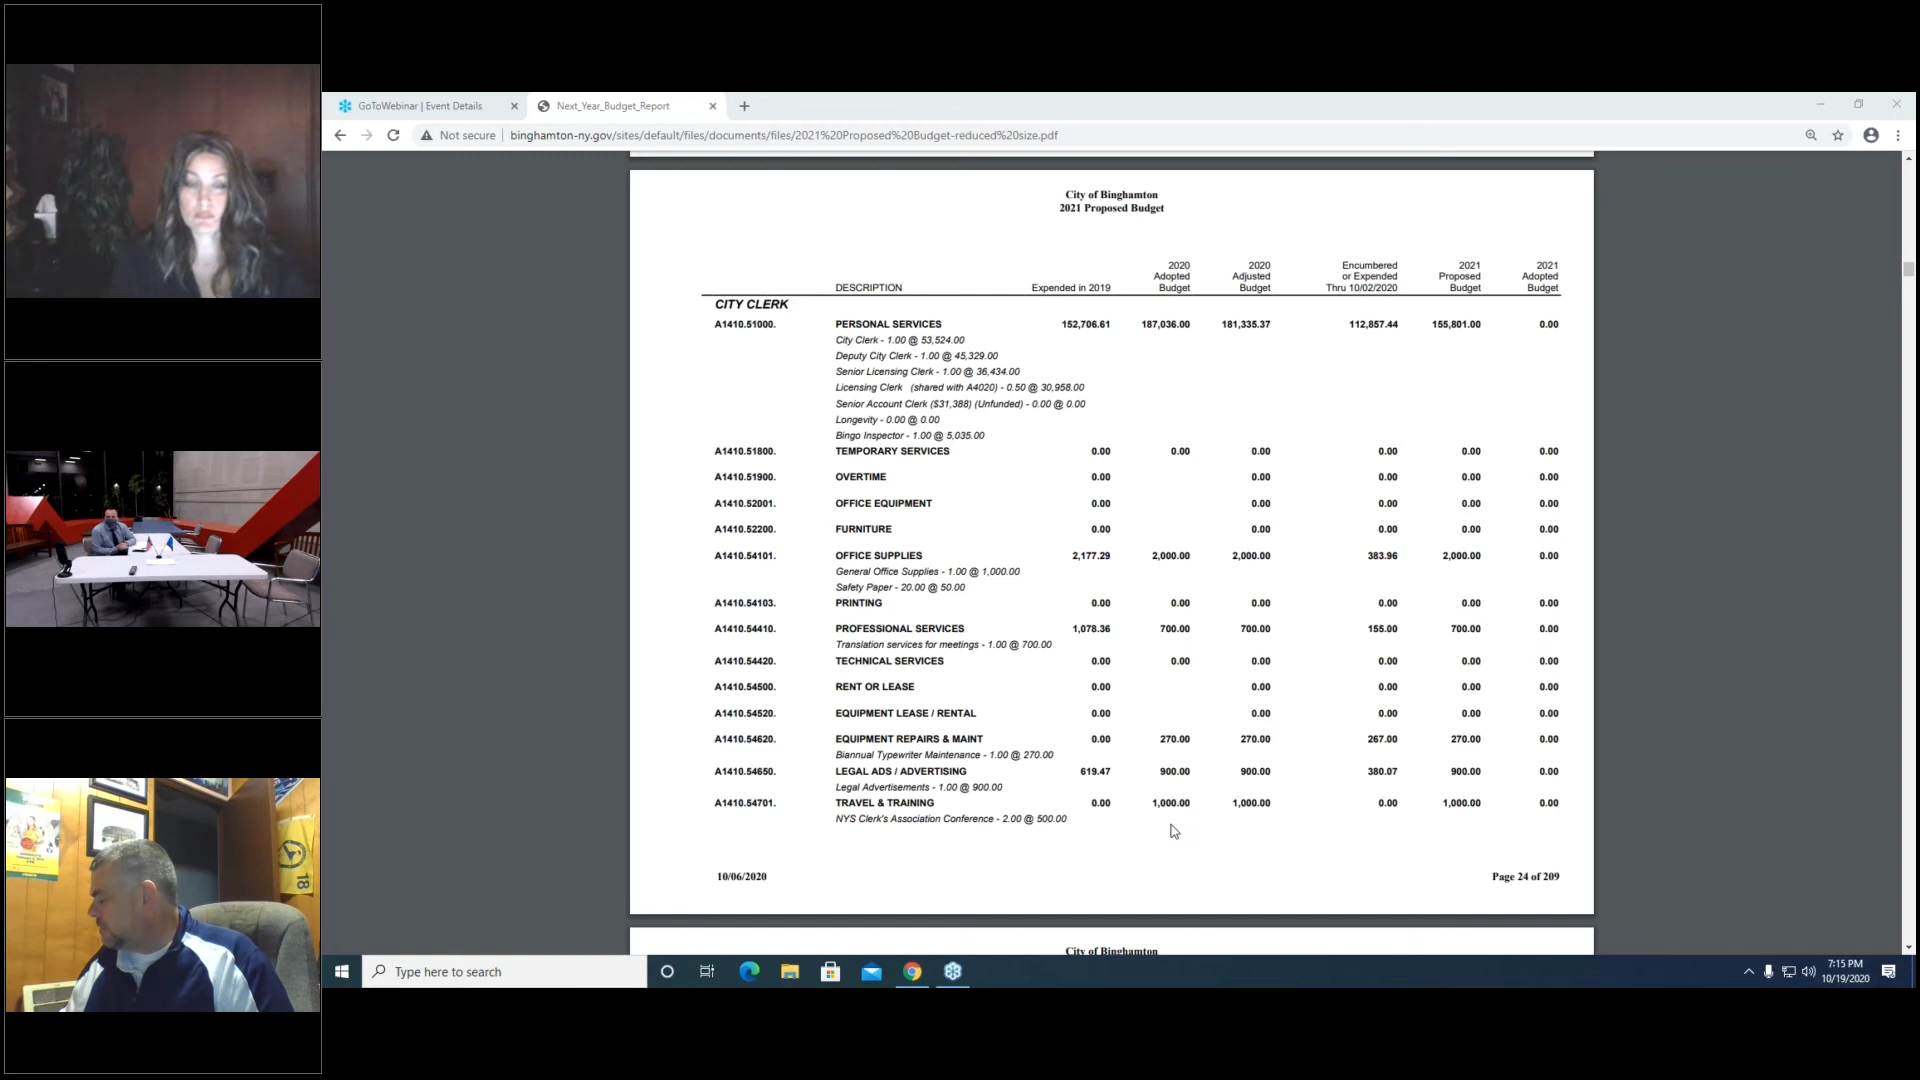 GoToWebinar | Event Details
Next_Year_Budget_Report
Not secure
binghamton-ny.gov/sites/default/files/documents/files/2021%20Proposed%20Budget-reduced%20size.pdf
City of Binghamton
2021 Proposed Budget
2020 2020 Encumbered 2021 2021
Adopted Adjusted or Expended Proposed Adopted
DESCRIPTION Expended in 2019 Budget Budget Thru 10/02/2020 Budget Budget
CITY CLERK
A1410.51000. PERSONAL SERVICES 152,706.61 187,036.00 181,335.37 112,857.44 155,801.00 0.00
City Clerk - 1.00 @ 53,524.00
Deputy City Clerk - 1.00 @ 45,329.00
Senior Licensing Clerk - 1.00 @ 36,434.00
Licensing Clerk (shared with A4020) - 0.50 @ 30,958.00
Senior Account Clerk ($31,388) (Unfunded) - 0.00 @ 0.00
Longevity - 0.00 @ 0.00
Bingo Inspector - 1.00 @ 5,035.00
A1410.51800. TEMPORARY SERVICES 0.00 0.00 0.00 0.00 0.00 0.00
A1410.51900. OVERTIME 0.00 0.00 0.00 0.00 0.00
A1410.52001. OFFICE EQUIPMENT 0.00 0.00 0.00 0.00 0.00
A1410.52200. FURNITURE 0.00 0.00 0.00 0.00 0.00
A1410.54101. OFFICE SUPPLIES 2,177.29 2,000.00 2,000.00 383.96 2,000.00 0.00
General Office Supplies - 1.00 @ 1,000.00
Safety Paper - 20.00 @ 50.00
A1410.54103. PRINTING 0.00 0.00 0.00 0.00 0.00 0.00
A1410.54410. PROFESSIONAL SERVICES 1,078.36 700.00 700.00 155.00 700.00 0.00
Translation services for meetings - 1.00 @ 700.00
A1410.54420. TECHNICAL SERVICES 0.00 0.00 0.00 0.00 0.00 0.00
A1410.54500. RENT OR LEASE 0.00 0.00 0.00 0.00 0.00
A1410.54520. EQUIPMENT LEASE / RENTAL 0.00 0.00 0.00 0.00 0.00
A1410.54620. EQUIPMENT REPAIRS & MAINT 0.00 270.00 270.00 267.00 270.00 0.00
Biannual Typewriter Maintenance - 1.00 @ 270.00
A1410.54650. LEGAL ADS / ADVERTISING 619.47 900.00 900.00 380.07 900.00 0.00
Legal Advertisements - 1.00 @ 900.00
A1410.54701. TRAVEL & TRAINING 0.00 1,000.00 1,000.00 0.00 1,000.00 0.00
NYS Clerk's Association Conference - 2.00 @ 500.00
10/06/2020 Page 24 of 209
City of Binghamton
Type here to search
7:15 PM
10/19/2020
18